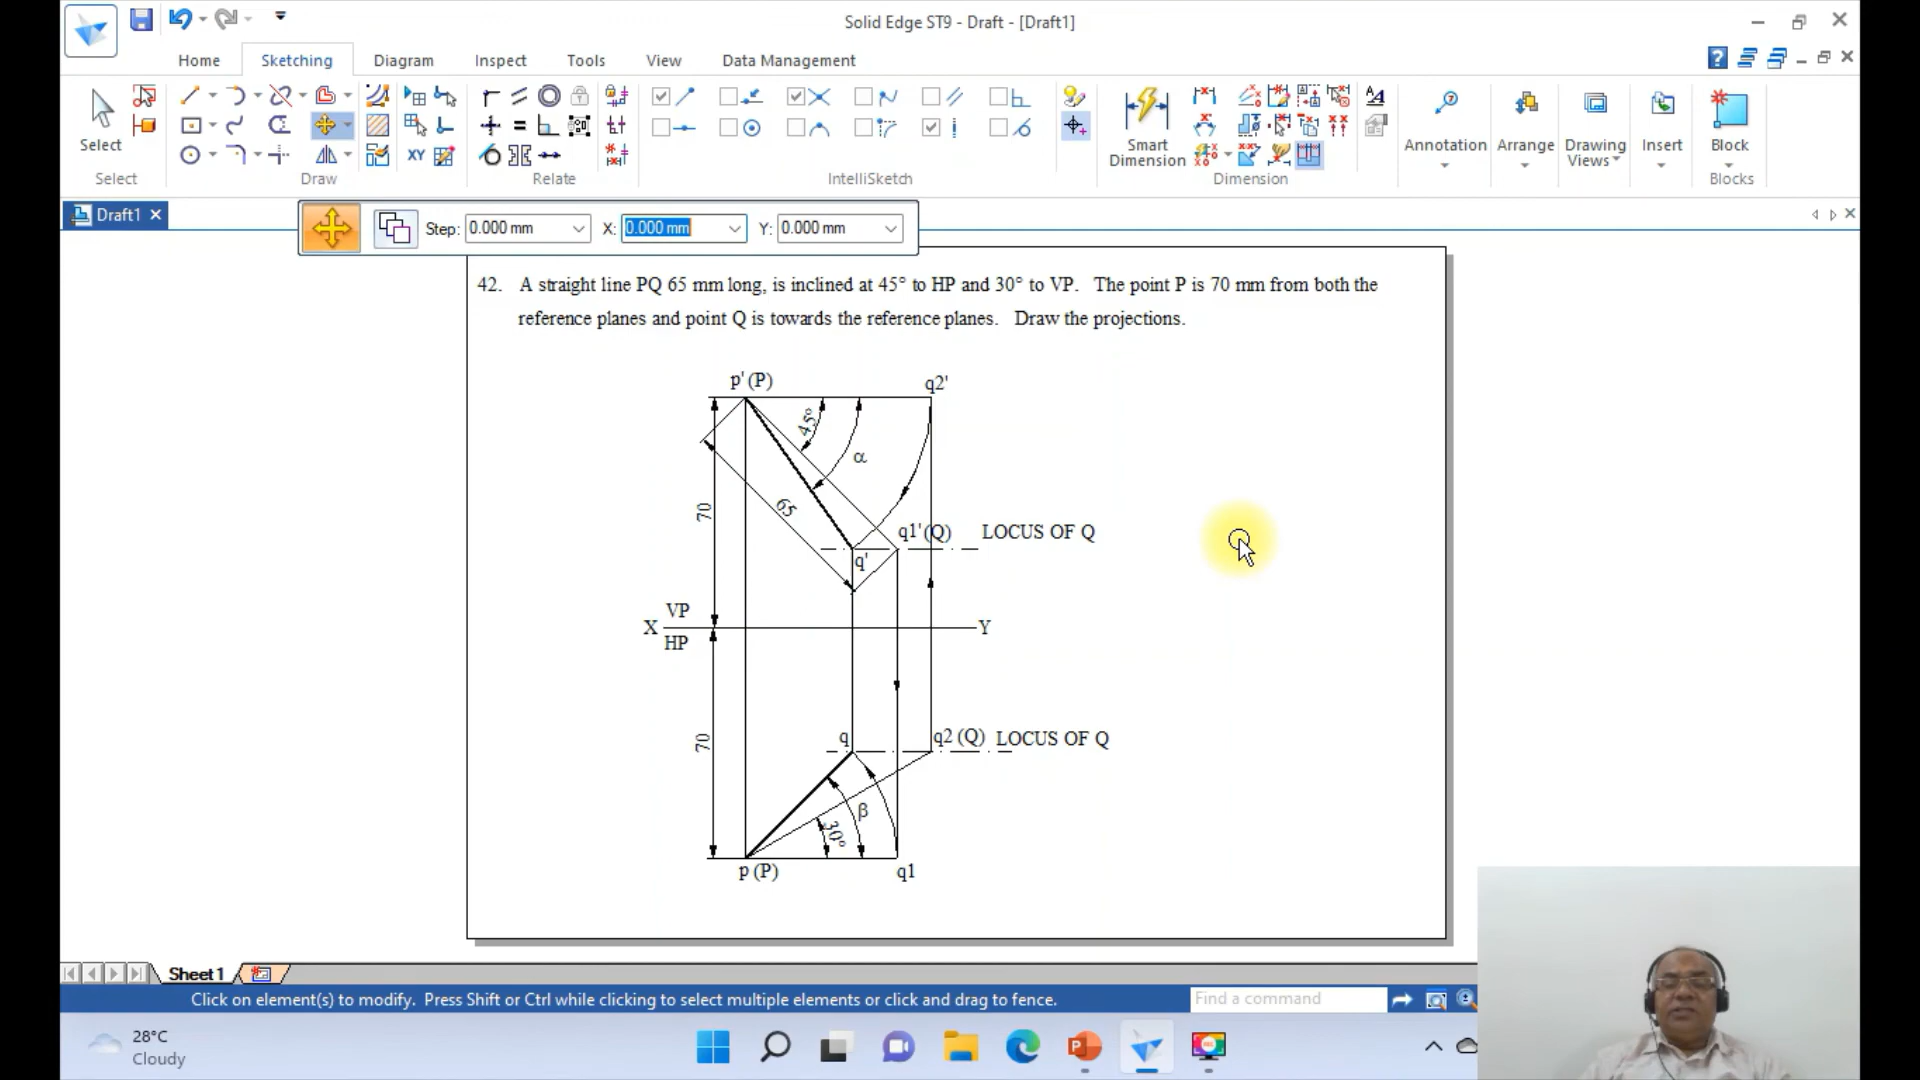 Solid Edge ST9 - Draft - [Draft1]
Home
Sketching
Diagram
Inspect
Tools
View
Data Management
Select
Smart
Dimension
Annotation
Arrange
Drawing
Views
Insert
Block
XY
Select
Draw
Relate
IntelliSketch
Dimension
Blocks
Draft1
Step: 0.000 mm
X: 0.000 mm
Y: 0.000 mm
42. A straight line PQ 65 mm long, is inclined at 45° to HP and 30° to VP. The point P is 70 mm from both the
reference planes and point Q is towards the reference planes. Draw the projections.
p' (P)
q2'
45°
α
65
70
q1' (Q)
LOCUS OF Q
q'
VP
X
Y
HP
70
q
q2 (Q)
LOCUS OF Q
β
30°
p (P)
q1
Sheet1
Click on element(s) to modify. Press Shift or Ctrl while clicking to select multiple elements or click and drag to fence.
Find a command
28°C
Cloudy